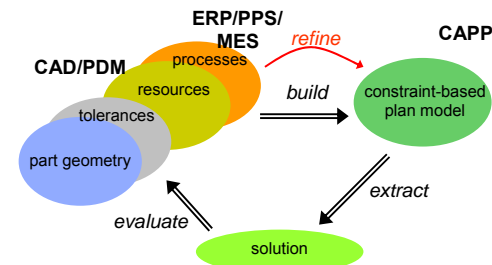 ERP/PPS/
MES
refine
CAPP
processes
CAD/PDM
resources
build
constraint-based
plan model
tolerances
part geometry
extract
evaluate
solution